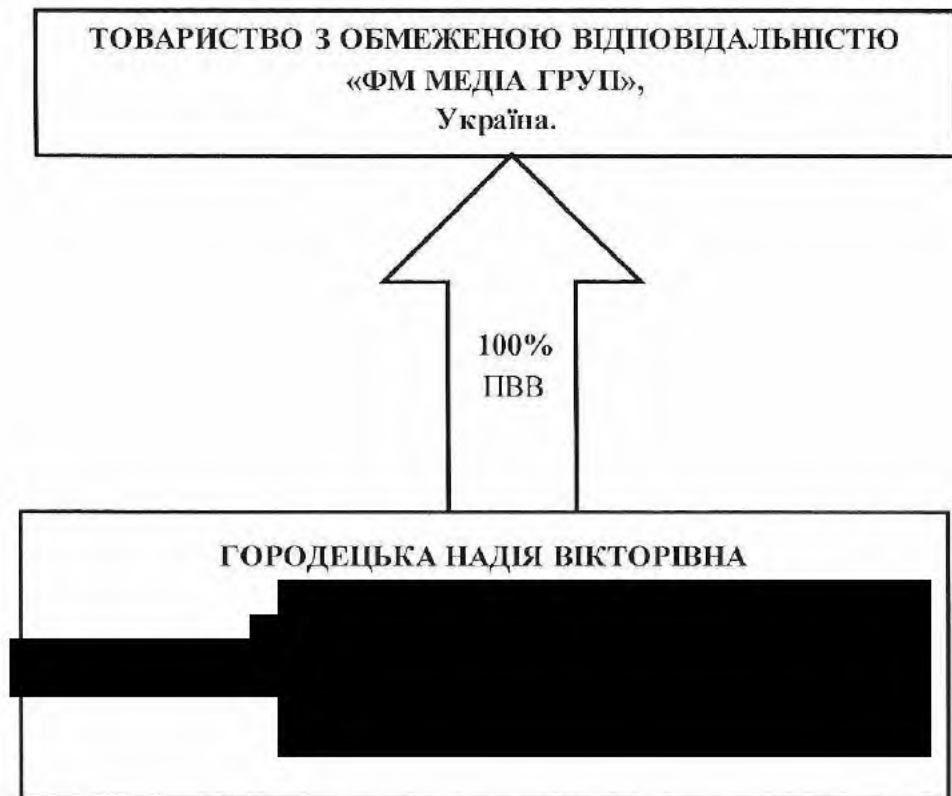 ТОВАРИСТВО З ОБМЕЖЕНОЮ ВІДПОВІДАЛЬНІСТЮ
«ФМ МЕДІА ГРУП»,
Україна.
100%
ПВВ
ГОРОДЕЦЬКА НАДІЯ ВІКТОРІВНА